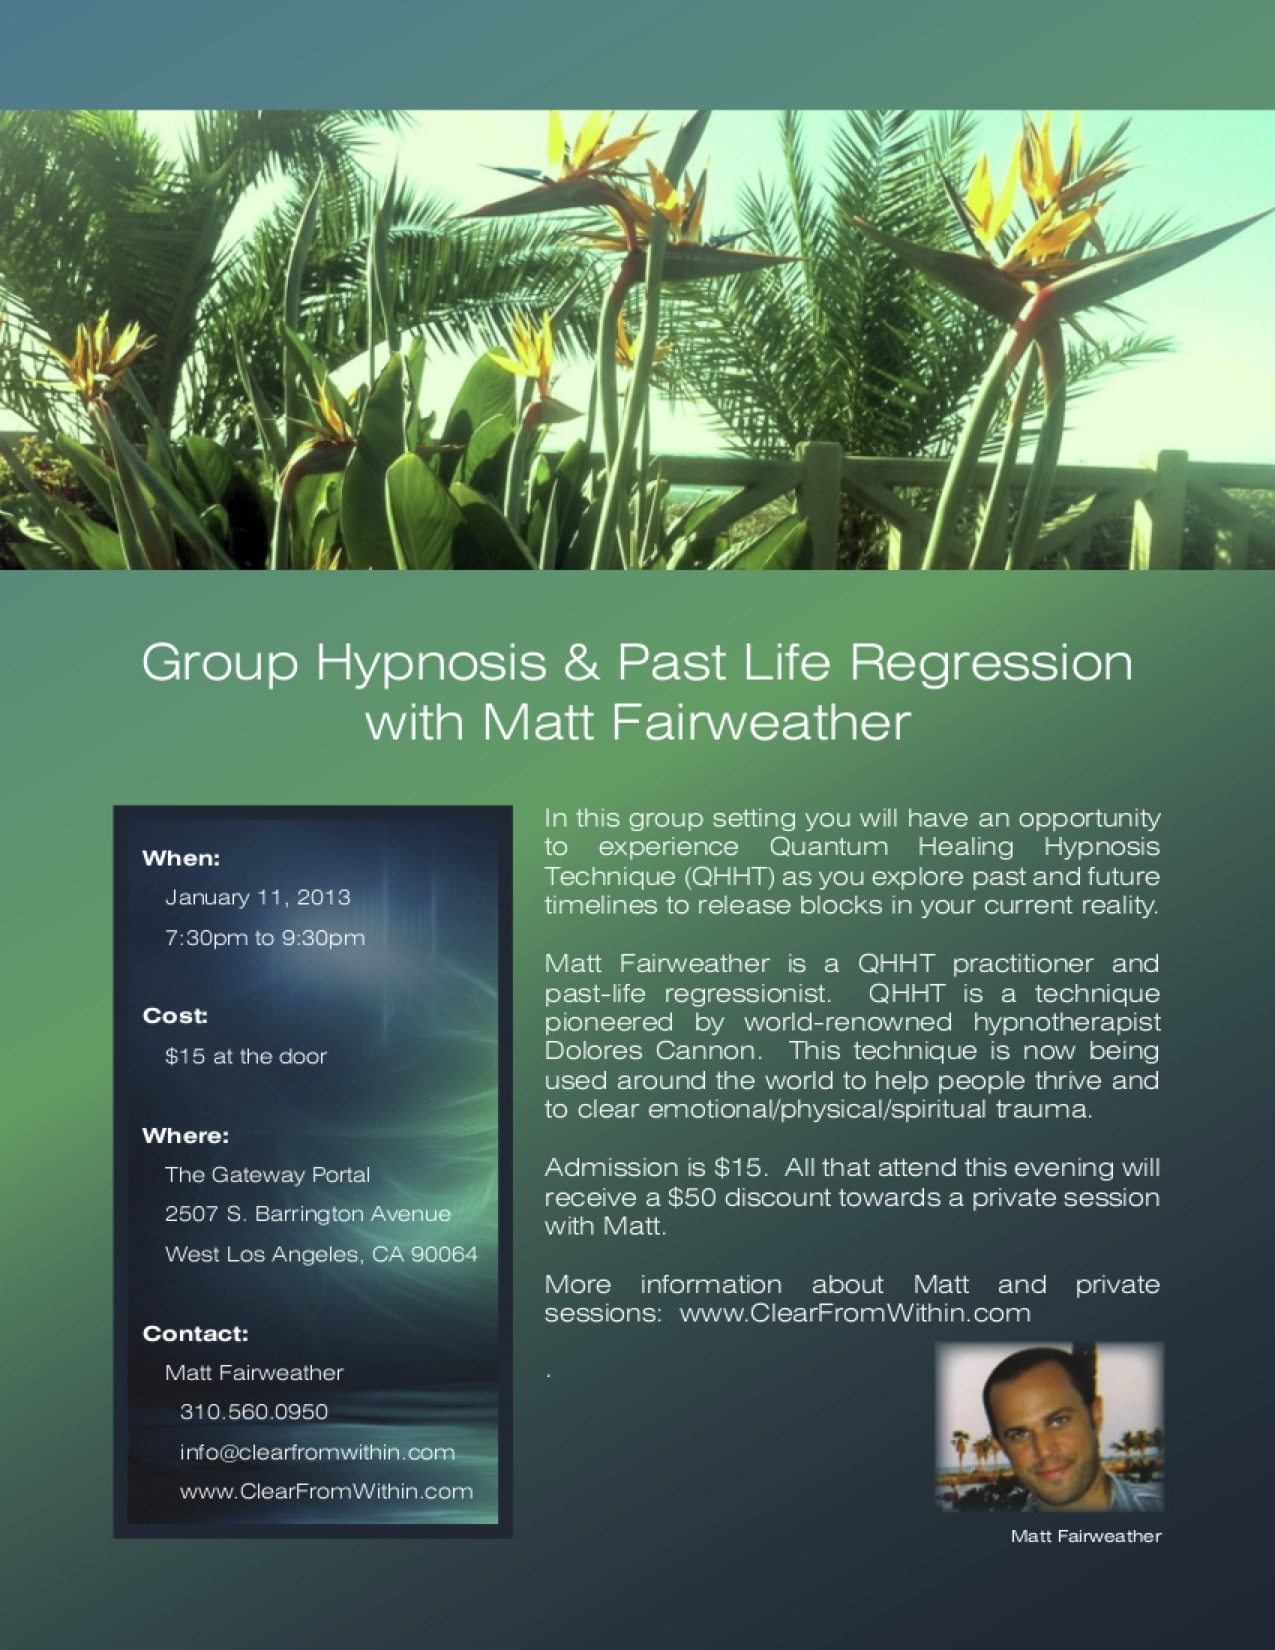 Group Hypnosis & Past Life Regression
with Matt Fairweather
When:
January 11, 2013
7:30pm to 9:30pm
Cost:
$15 at the door
Where:
The Gateway Portal
2507 S. Barrington Avenue
West Los Angeles, CA 90064
Contact:
Matt Fairweather
310.560.0950
info@clearfromwithin.com
www.ClearFromWithin.com
In this group setting you will have an opportunity
to experience Quantum Healing Hypnosis
Technique (QHHT) as you explore past and future
timelines to release blocks in your current reality.
Matt Fairweather is a QHHT practitioner and
past-life regressionist. QHHT is a technique
pioneered by world-renowned hypnotherapist
Dolores Cannon. This technique is now being
used around the world to help people thrive and
to clear emotional/physical/spiritual trauma.
Admission is $15. All that attend this evening will
receive a $50 discount towards a private session
with Matt.
More information about Matt and private
sessions: www.ClearFromWithin.com
.
Matt Fairweather